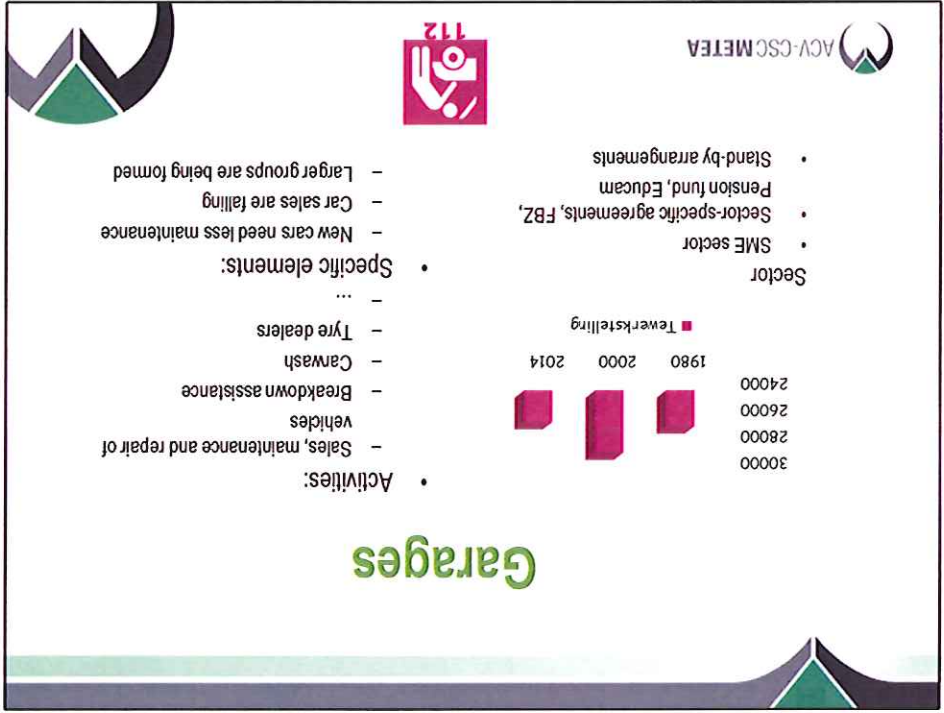 Garages
30000
28000
26000
24000
1980 2000 2014
Tewerkstelling
Sector
• SME sector
• Sector-specific agreements, FBZ,
Pension fund, Educam
• Stand-by arrangements
• Activities:
– Sales, maintenance and repair of
vehicles
– Breakdown assistance
– Carwash
– Tyre dealers
– ...
• Specific elements:
– New cars need less maintenance
– Car sales are falling
– Larger groups are being formed
ACV-CSC METEA
112